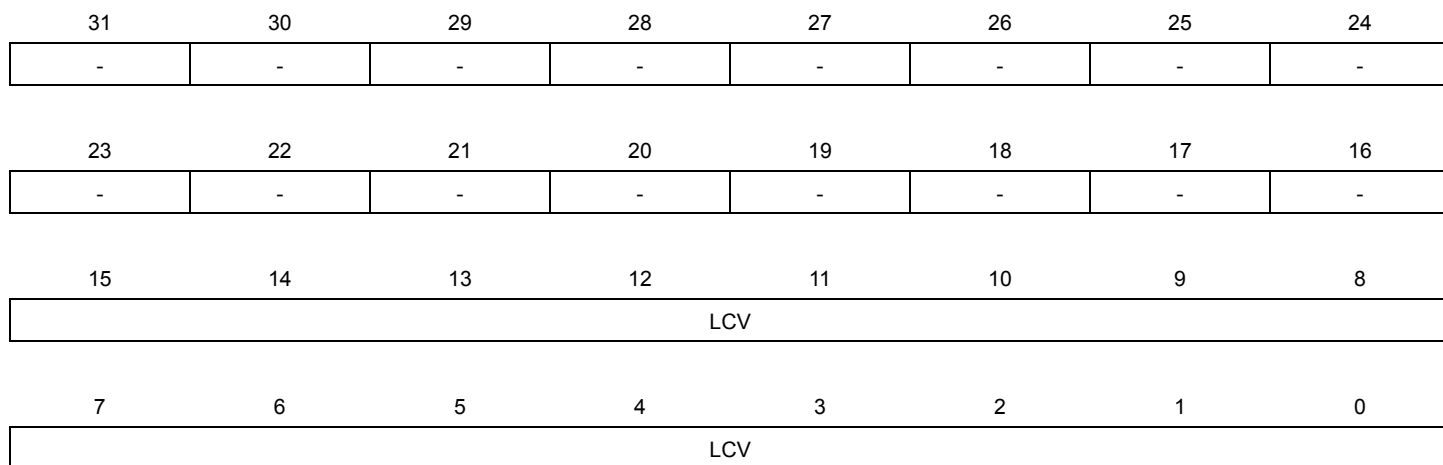 31 30 29 28 27 26 25 24
- - - - - - - -
23 22 21 20 19 18 17 16
- - - - - - - -
15 14 13 12 11 10 9 8
LCV
7 6 5 4 3 2 1 0
LCV